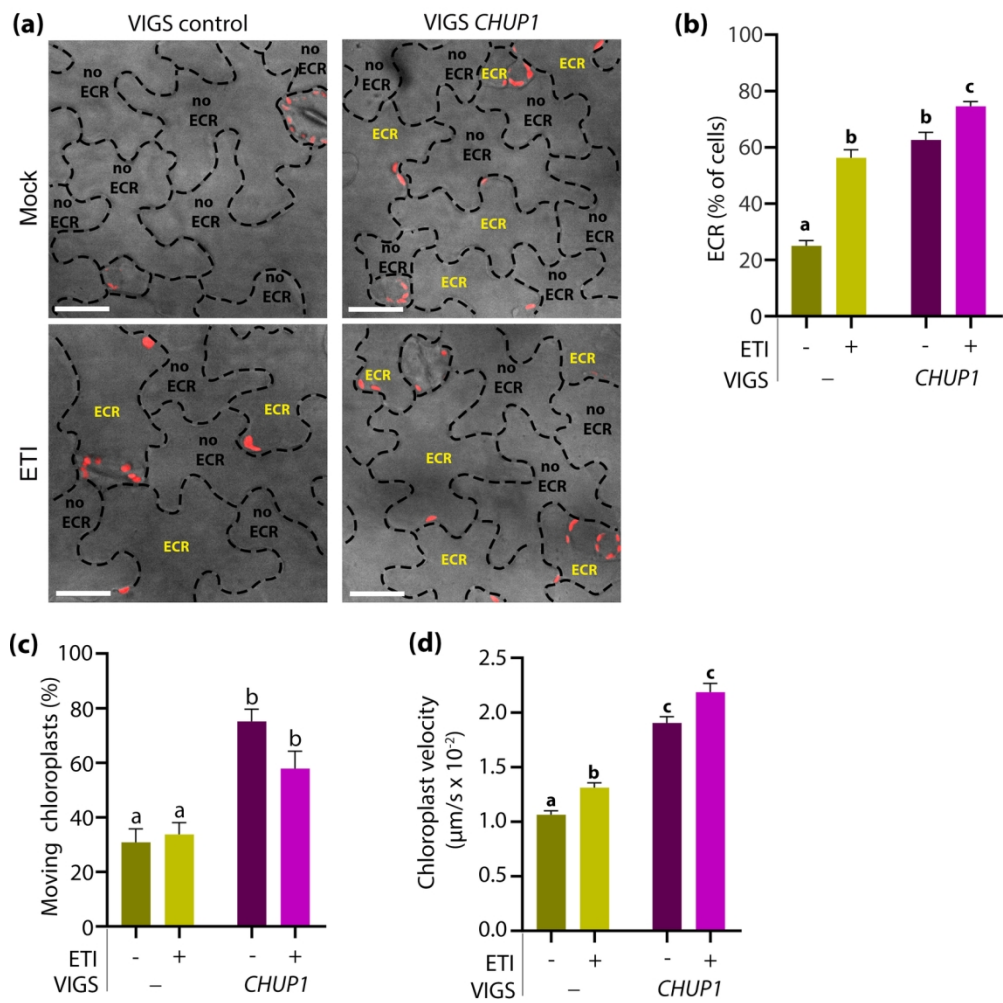 (a)
VIGS control
VIGS CHUP1
Mock
no
ECR
no
ECR
no
ECR
no
ECR
no
ECR
no
ECR
no
ECR
no
ECR
no
ECR
ECR
ECR
no
ECR
ECR
no
ECR
ECR
no
ECR
no
ECR
ECR
no
ECR
ETI
no
ECR
ECR
ECR
no
ECR
no
ECR
no
ECR
ECR
ECR
no
ECR
ECR
no
ECR
ECR
no
ECR
no
ECR
ECR
ECR
(b)
ECR (% of cells)
100
80
60
40
20
0
a
b
b
c
ETI
-
+
-
+
VIGS
–
CHUP1
(c)
Moving chloroplasts (%)
100
80
60
40
20
0
a
a
b
b
ETI
-
+
-
+
VIGS
–
CHUP1
(d)
Chloroplast velocity
(µm/s x 10⁻²)
2.5
2.0
1.5
1.0
0.5
0.0
a
b
c
c
ETI
-
+
-
+
VIGS
–
CHUP1